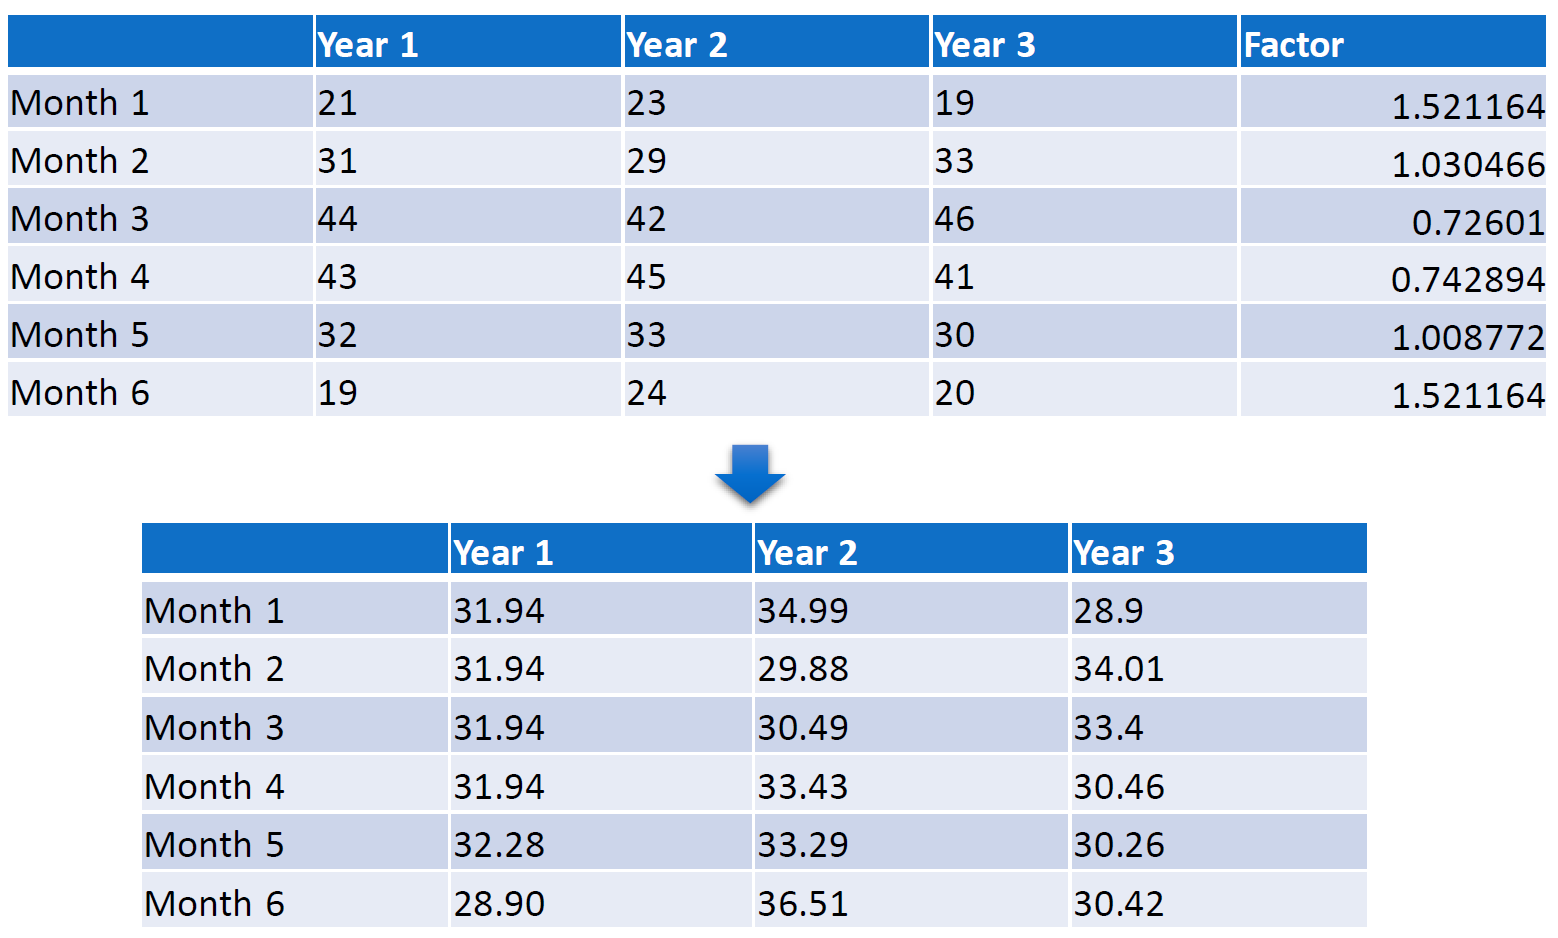 Year 1 Year 2 Year 3 Factor
Month 1 21 23 19 1.521164
Month 2 31 29 33 1.030466
Month 3 44 42 46 0.72601
Month 4 43 45 41 0.742894
Month 5 32 33 30 1.008772
Month 6 19 24 20 1.521164
Year 1 Year 2 Year 3
Month 1 31.94 34.99 28.9
Month 2 31.94 29.88 34.01
Month 3 31.94 30.49 33.4
Month 4 31.94 33.43 30.46
Month 5 32.28 33.29 30.26
Month 6 28.90 36.51 30.42